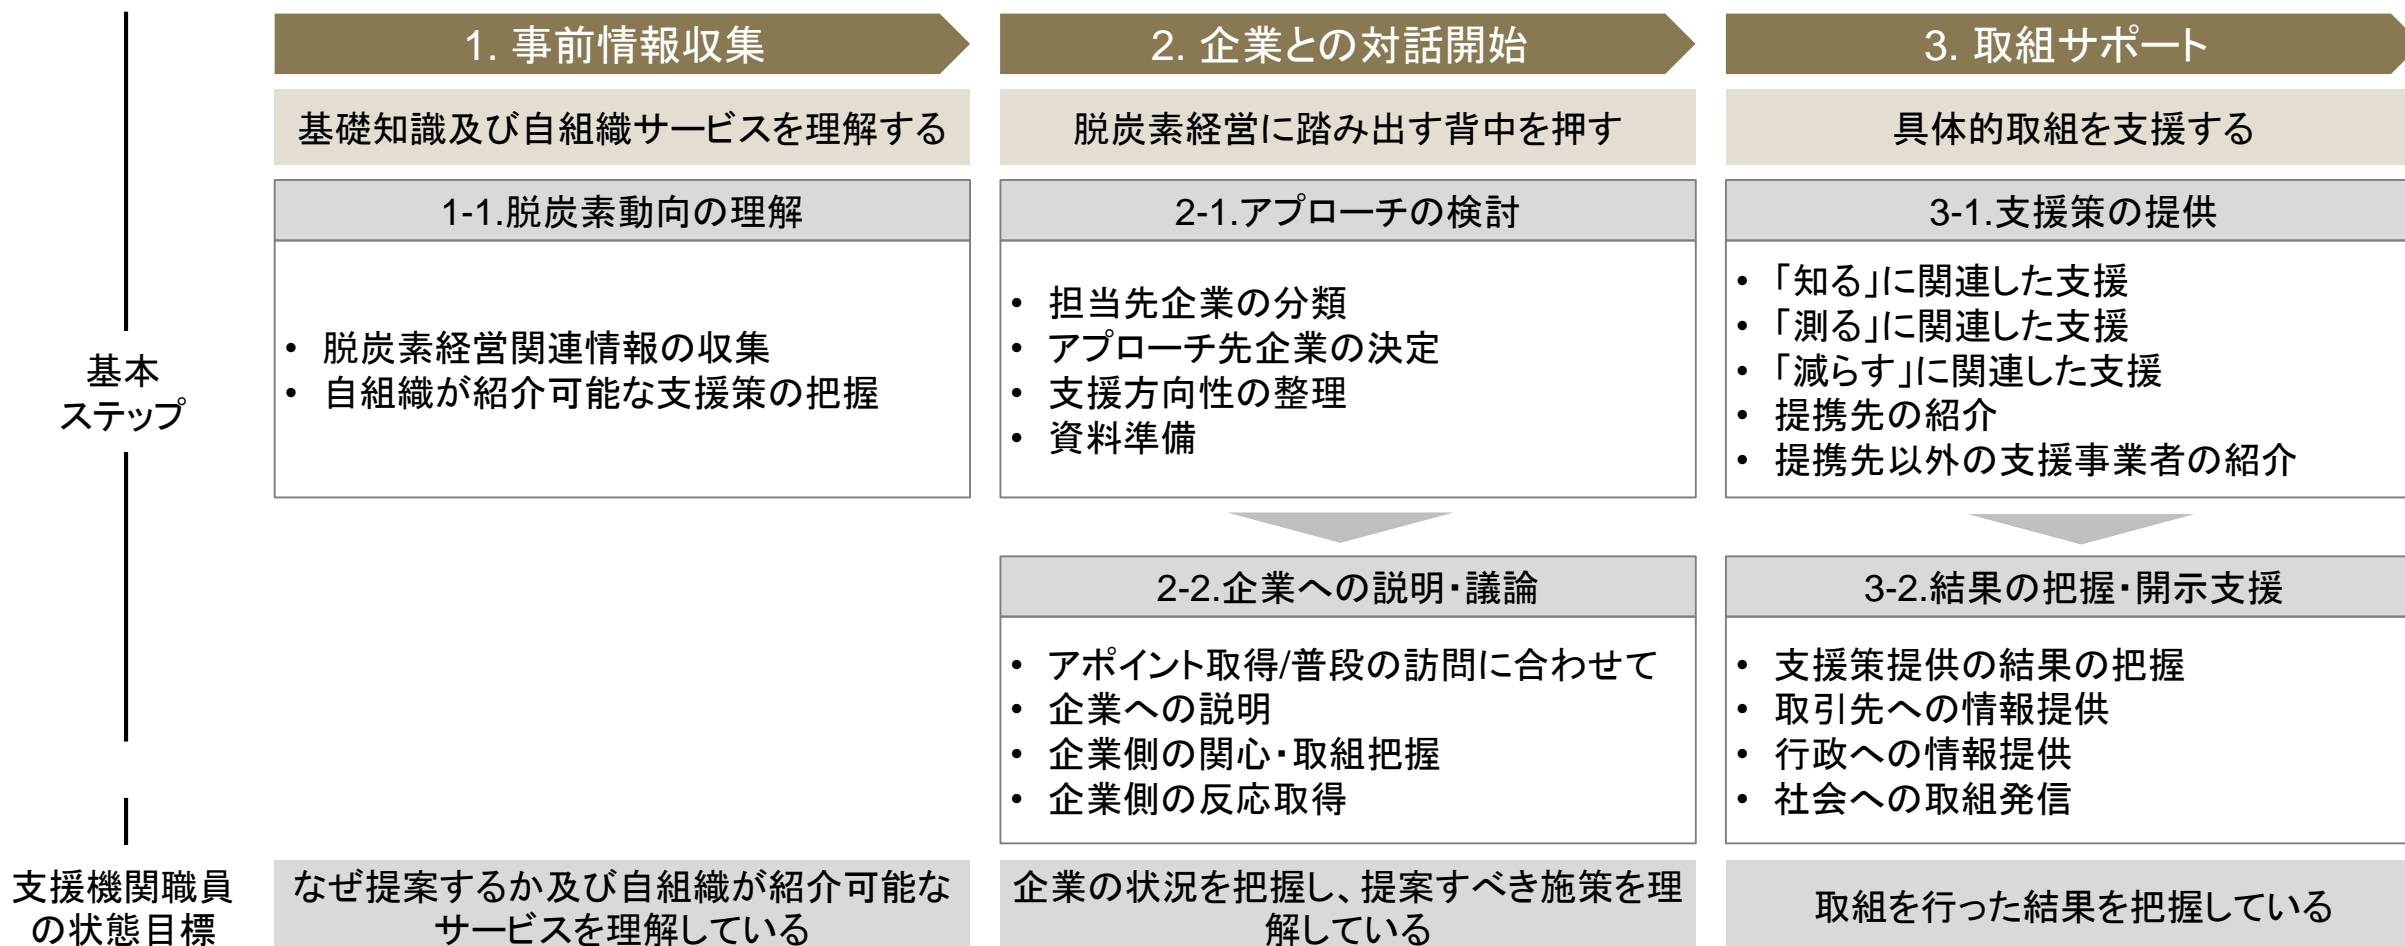 1. 事前情報収集
2. 企業との対話開始
3. 取組サポート
基礎知識及び自組織サービスを理解する
脱炭素経営に踏み出す背中を押す
具体的取組を支援する
基本
ステップ
1-1.脱炭素動向の理解
• 脱炭素経営関連情報の収集
• 自組織が紹介可能な支援策の把握
2-1.アプローチの検討
• 担当先企業の分類
• アプローチ先企業の決定
• 支援方向性の整理
• 資料準備
3-1.支援策の提供
• 「知る」に関連した支援
• 「測る」に関連した支援
• 「減らす」に関連した支援
• 提携先の紹介
• 提携先以外の支援事業者の紹介
2-2.企業への説明・議論
• アポイント取得/普段の訪問に合わせて
• 企業への説明
• 企業側の関心・取組把握
• 企業側の反応取得
3-2.結果の把握・開示支援
• 支援策提供の結果の把握
• 取引先への情報提供
• 行政への情報提供
• 社会への取組発信
支援機関職員
の状態目標
なぜ提案するか及び自組織が紹介可能な
サービスを理解している
企業の状況を把握し、提案すべき施策を理
解している
取組を行った結果を把握している